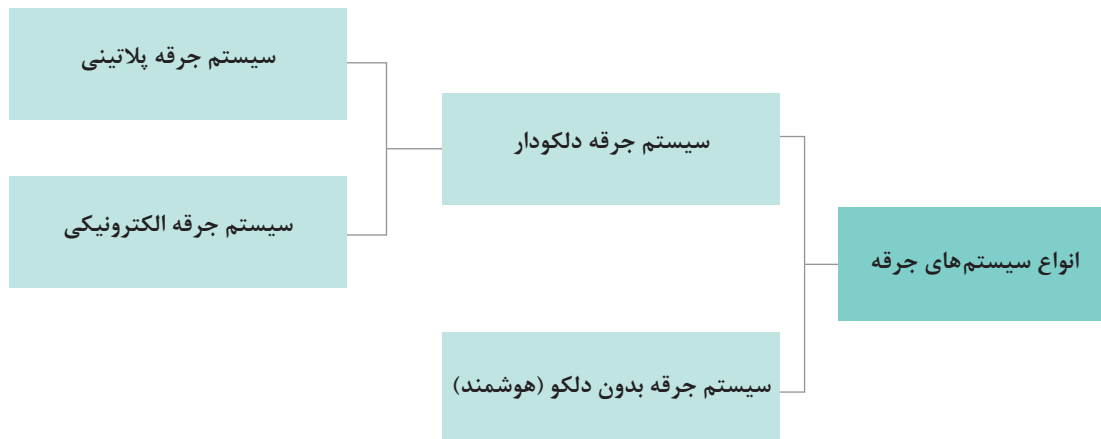 انواع سیستم‌های جرقه
سیستم جرقه دلکودار
سیستم جرقه پلاتینی
سیستم جرقه الکترونیکی
سیستم جرقه بدون دلکو (هوشمند)